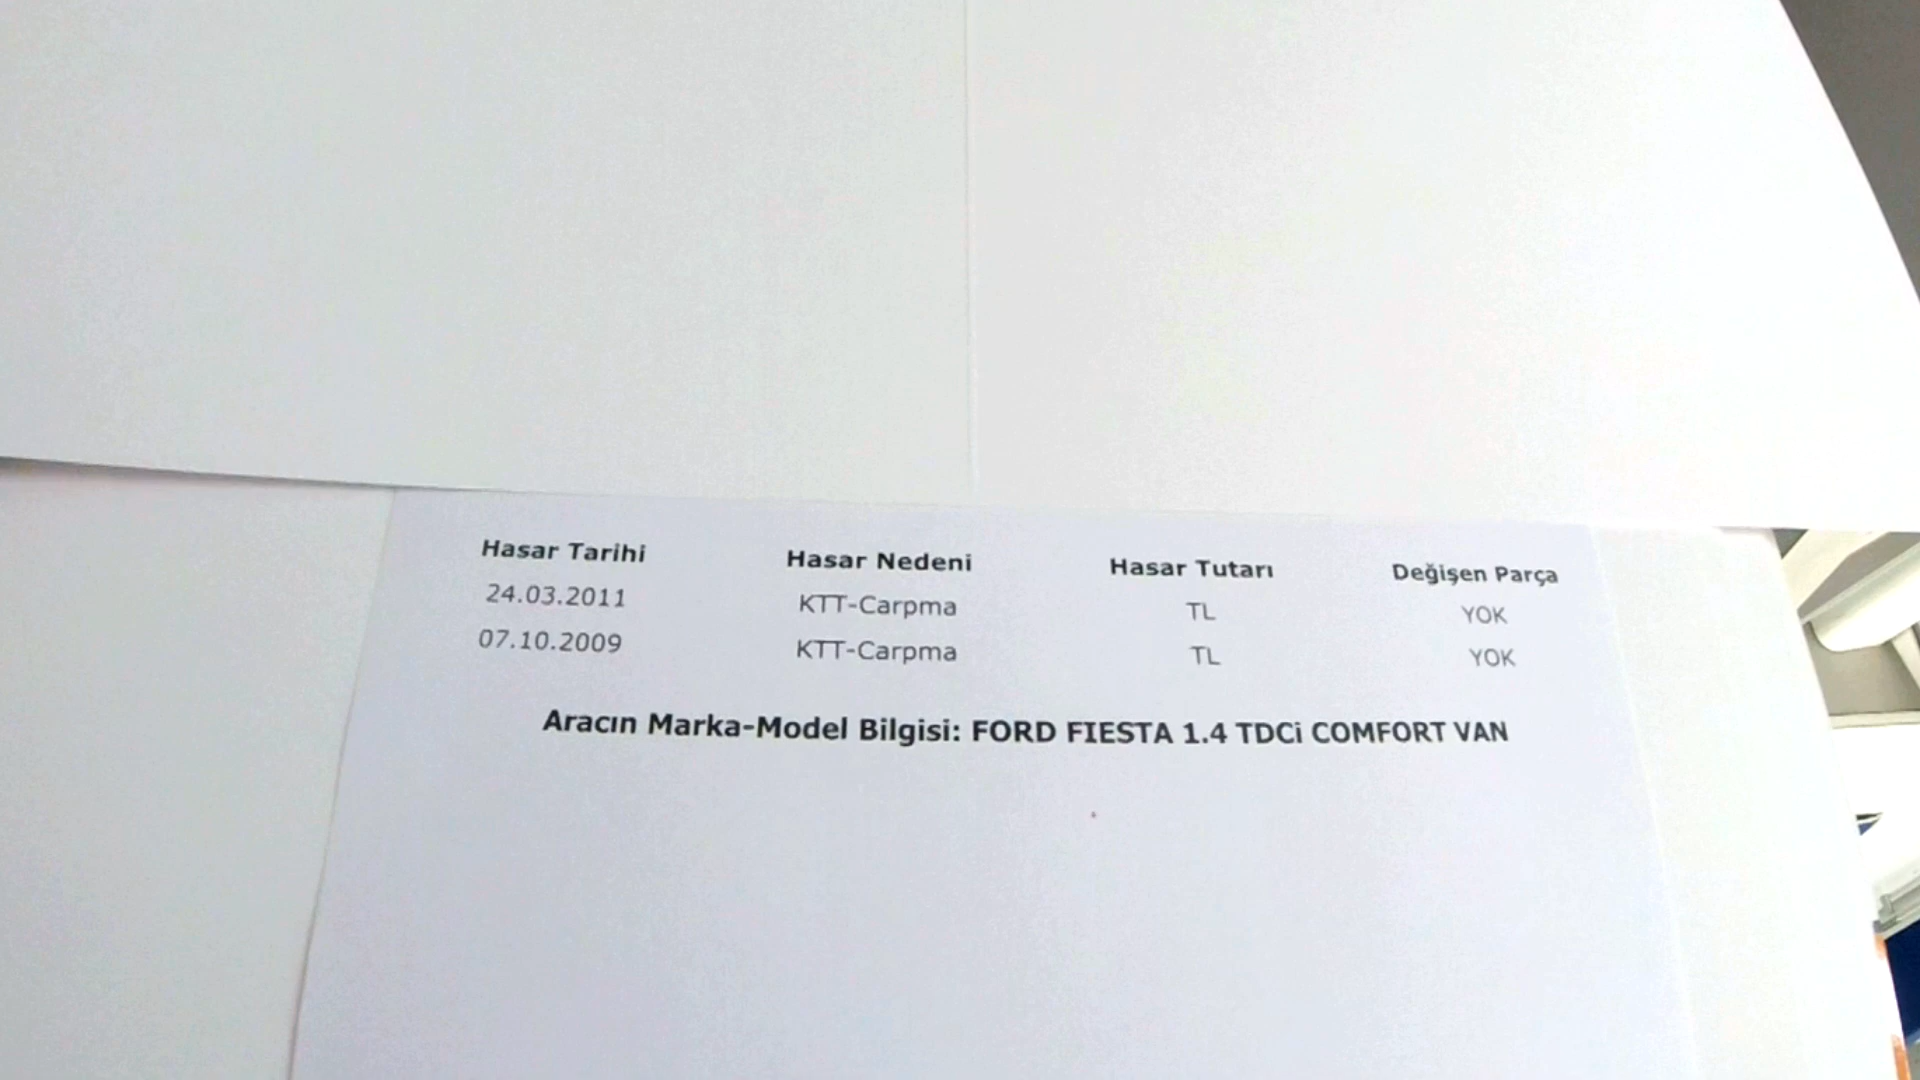 Hasar Tarihi Hasar Nedeni Hasar Tutarı Değişen Parça
24.03.2011 KTT-Carpma TL YOK
07.10.2009 KTT-Carpma TL YOK
Aracın Marka-Model Bilgisi: FORD FIESTA 1.4 TDCi COMFORT VAN